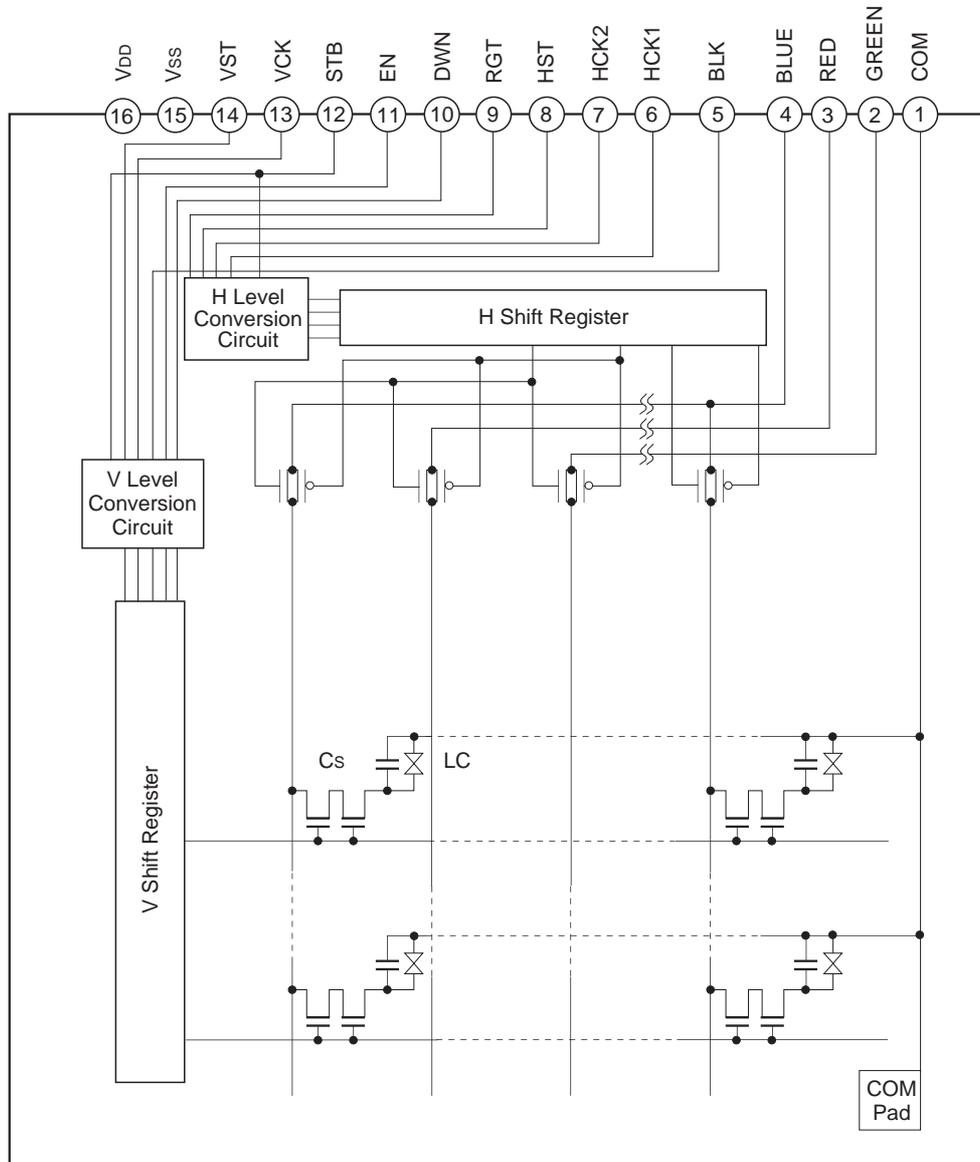 VDD
VSS
VST
VCK
STB
EN
DWN
RGT
HST
HCK2
HCK1
BLK
BLUE
RED
GREEN
COM
16
15
14
13
12
11
10
9
8
7
6
5
4
3
2
1
H Level
Conversion
Circuit
H Shift Register
V Level
Conversion
Circuit
V Shift Register
Cs
LC
COM
Pad